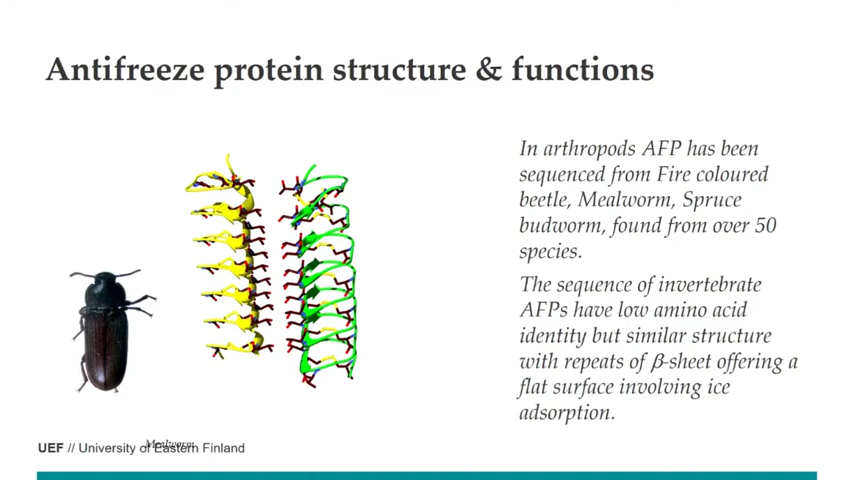 Antifreeze protein structure & functions
In arthropods AFP has been
sequenced from Fire coloured
beetle, Mealworm, Spruce
budworm, found from over 50
species.
The sequence of invertebrate
AFPs have low amino acid
identity but similar structure
with repeats of β-sheet offering a
flat surface involving ice
adsorption.
Mealworm
UEF // University of Eastern Finland